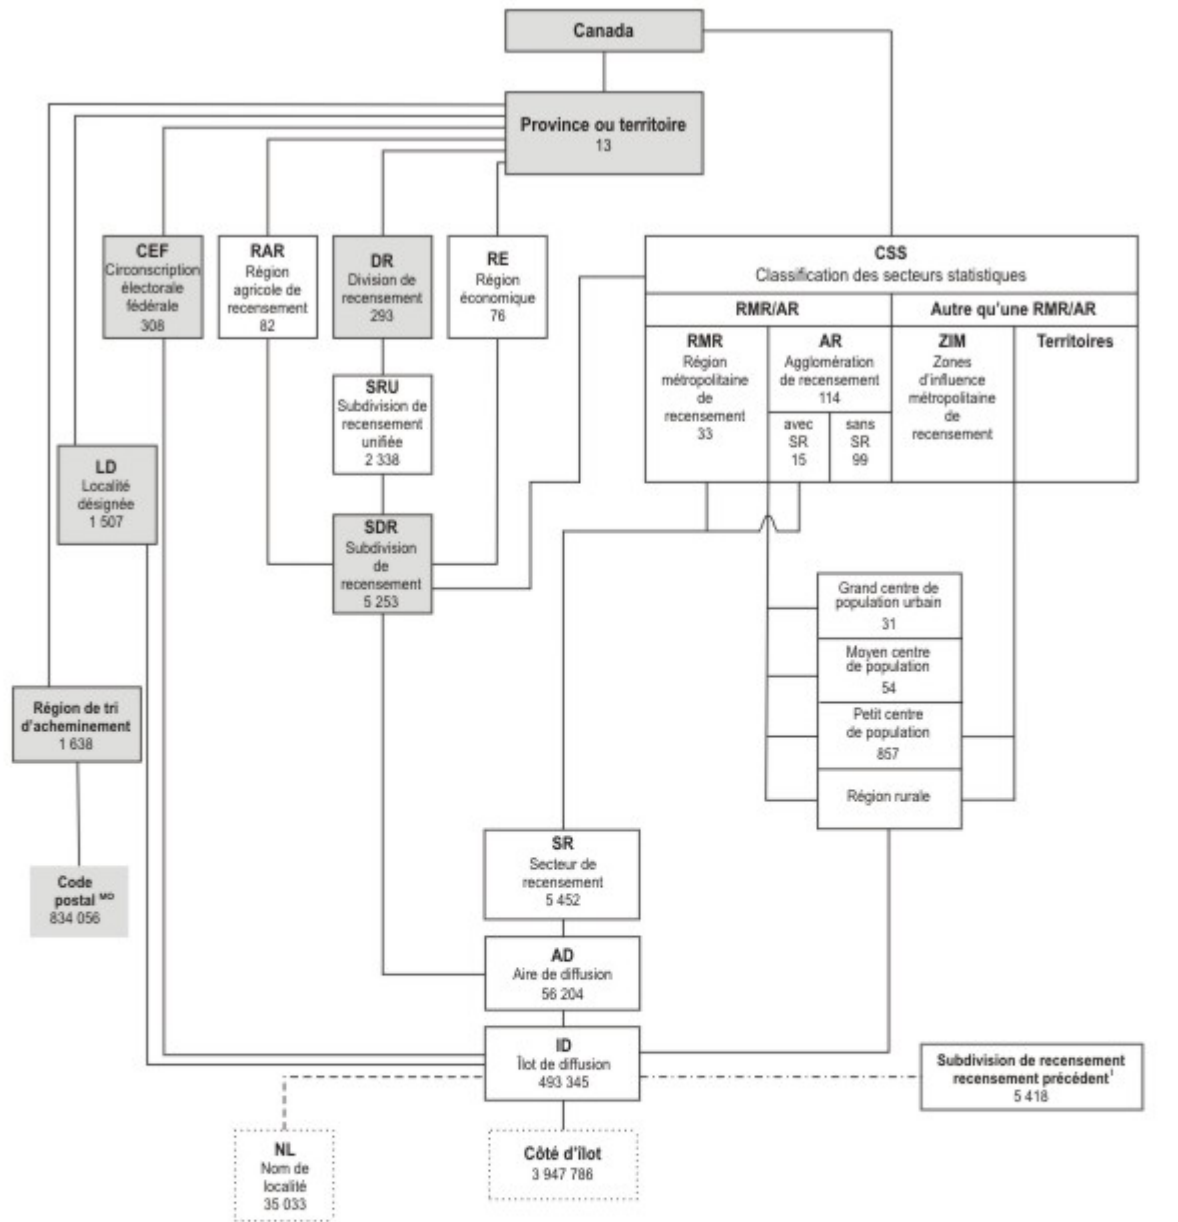 Canada
Province ou territoire
13
CEF
Circonscription
électorale
fédérale
308
RAR
Région
agricole de
recensement
82
DR
Division de
recensement
293
RE
Région
économique
76
CSS
Classification des secteurs statistiques
RMR/AR
Autre qu'une RMR/AR
RMR
Région
métropolitaine
de
recensement
33
AR
Agglomération
de recensement
114
avec
SR
15
sans
SR
99
ZIM
Zones
d'influence
métropolitaine
de
recensement
Territoires
SRU
Subdivision de
recensement
unifiée
2 338
LD
Localité
désignée
1 507
SDR
Subdivision
de
recensement
5 253
Grand centre de
population urbain
31
Moyen centre
de population
54
Petit centre
de population
857
Région rurale
Région de tri
d'acheminement
1 638
Code
postal MD
834 056
SR
Secteur de
recensement
5 452
AD
Aire de diffusion
56 204
ID
Îlot de diffusion
493 345
Subdivision de recensement
recensement précédent¹
5 418
NL
Nom de
localité
35 033
Côté d'îlot
3 947 786